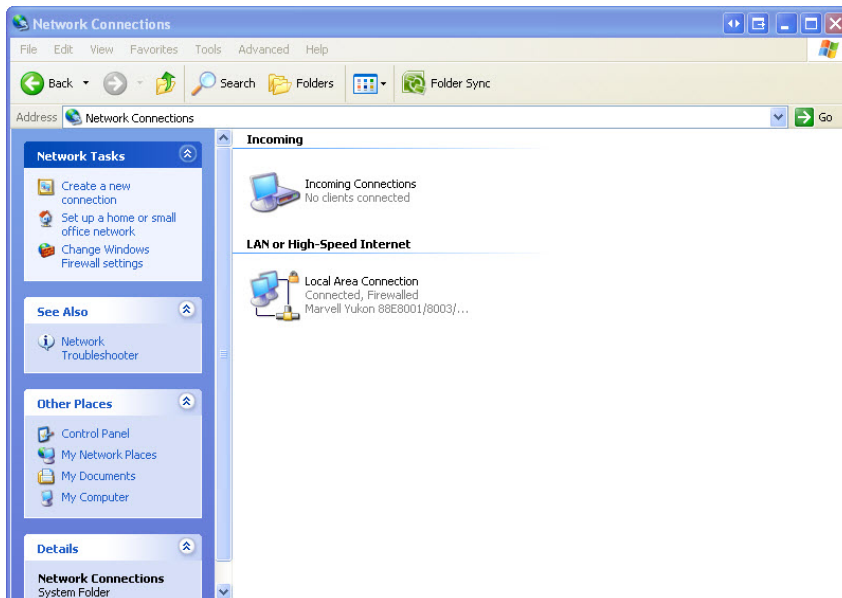 Network Connections
File Edit View Favorites Tools Advanced Help
Back Search Folders Folder Sync
Address Network Connections Go
Network Tasks
Create a new
connection
Set up a home or small
office network
Change Windows
Firewall settings
See Also
Network
Troubleshooter
Other Places
Control Panel
My Network Places
My Documents
My Computer
Details
Network Connections
System Folder
Incoming
Incoming Connections
No clients connected
LAN or High-Speed Internet
Local Area Connection
Connected, Firewalled
Marvell Yukon 88E8001/8003/...